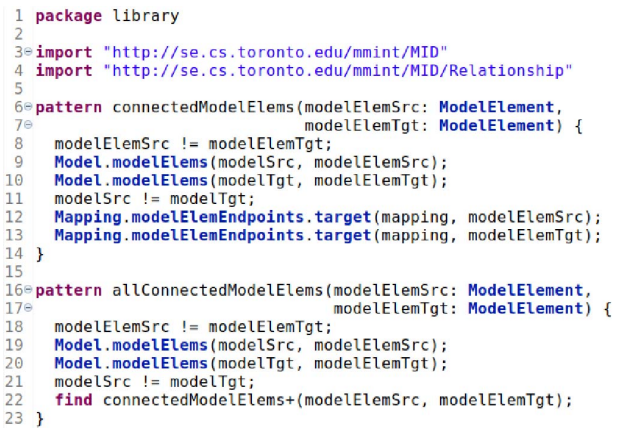 1 package library
2
3 import "http://se.cs.toronto.edu/mmint/MID"
4 import "http://se.cs.toronto.edu/mmint/MID/Relationship"
5
6 pattern connectedModelElems(modelElemSrc: ModelElement,
7 modelElemTgt: ModelElement) {
8 modelElemSrc != modelElemTgt;
9 Model.modelElems(modelSrc, modelElemSrc);
10 Model.modelElems(modelTgt, modelElemTgt);
11 modelSrc != modelTgt;
12 Mapping.modelElemEndpoints.target(mapping, modelElemSrc);
13 Mapping.modelElemEndpoints.target(mapping, modelElemTgt);
14 }
15
16 pattern allConnectedModelElems(modelElemSrc: ModelElement,
17 modelElemTgt: ModelElement) {
18 modelElemSrc != modelElemTgt;
19 Model.modelElems(modelSrc, modelElemSrc);
20 Model.modelElems(modelTgt, modelElemTgt);
21 modelSrc != modelTgt;
22 find connectedModelElems+(modelElemSrc, modelElemTgt);
23 }